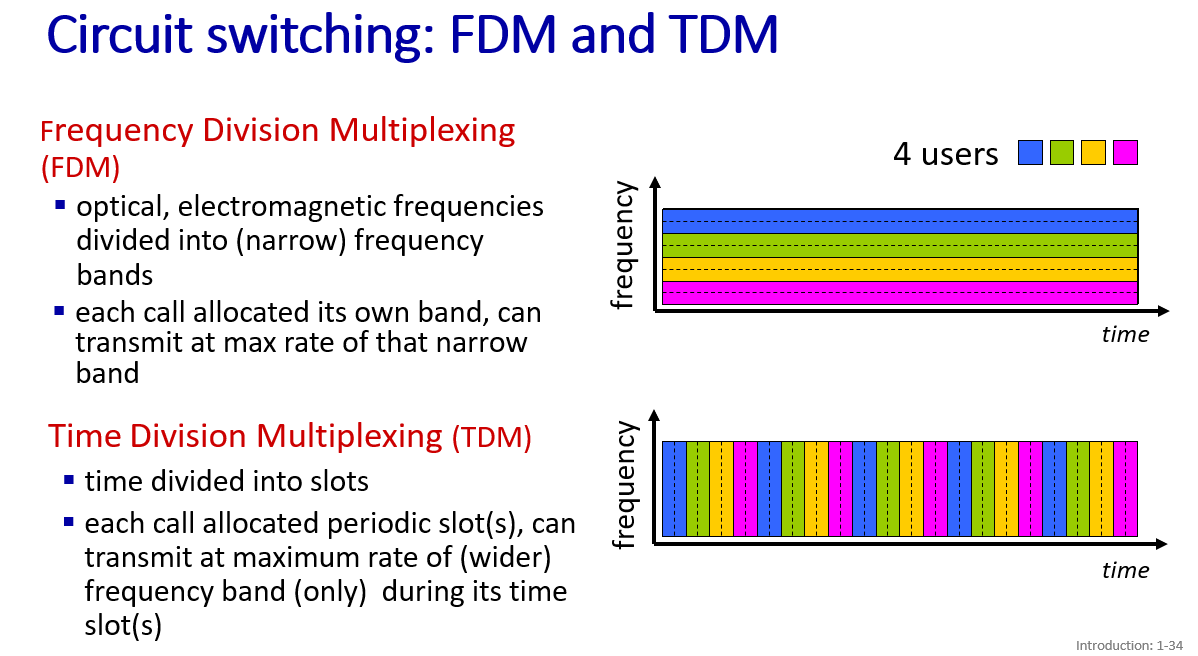 Circuit switching: FDM and TDM
Frequency Division Multiplexing
(FDM)
▪ optical, electromagnetic frequencies
divided into (narrow) frequency
bands
▪ each call allocated its own band, can
transmit at max rate of that narrow
band
4 users
frequency
time
Time Division Multiplexing (TDM)
▪ time divided into slots
▪ each call allocated periodic slot(s), can
transmit at maximum rate of (wider)
frequency band (only) during its time
slot(s)
frequency
time
Introduction: 1-34